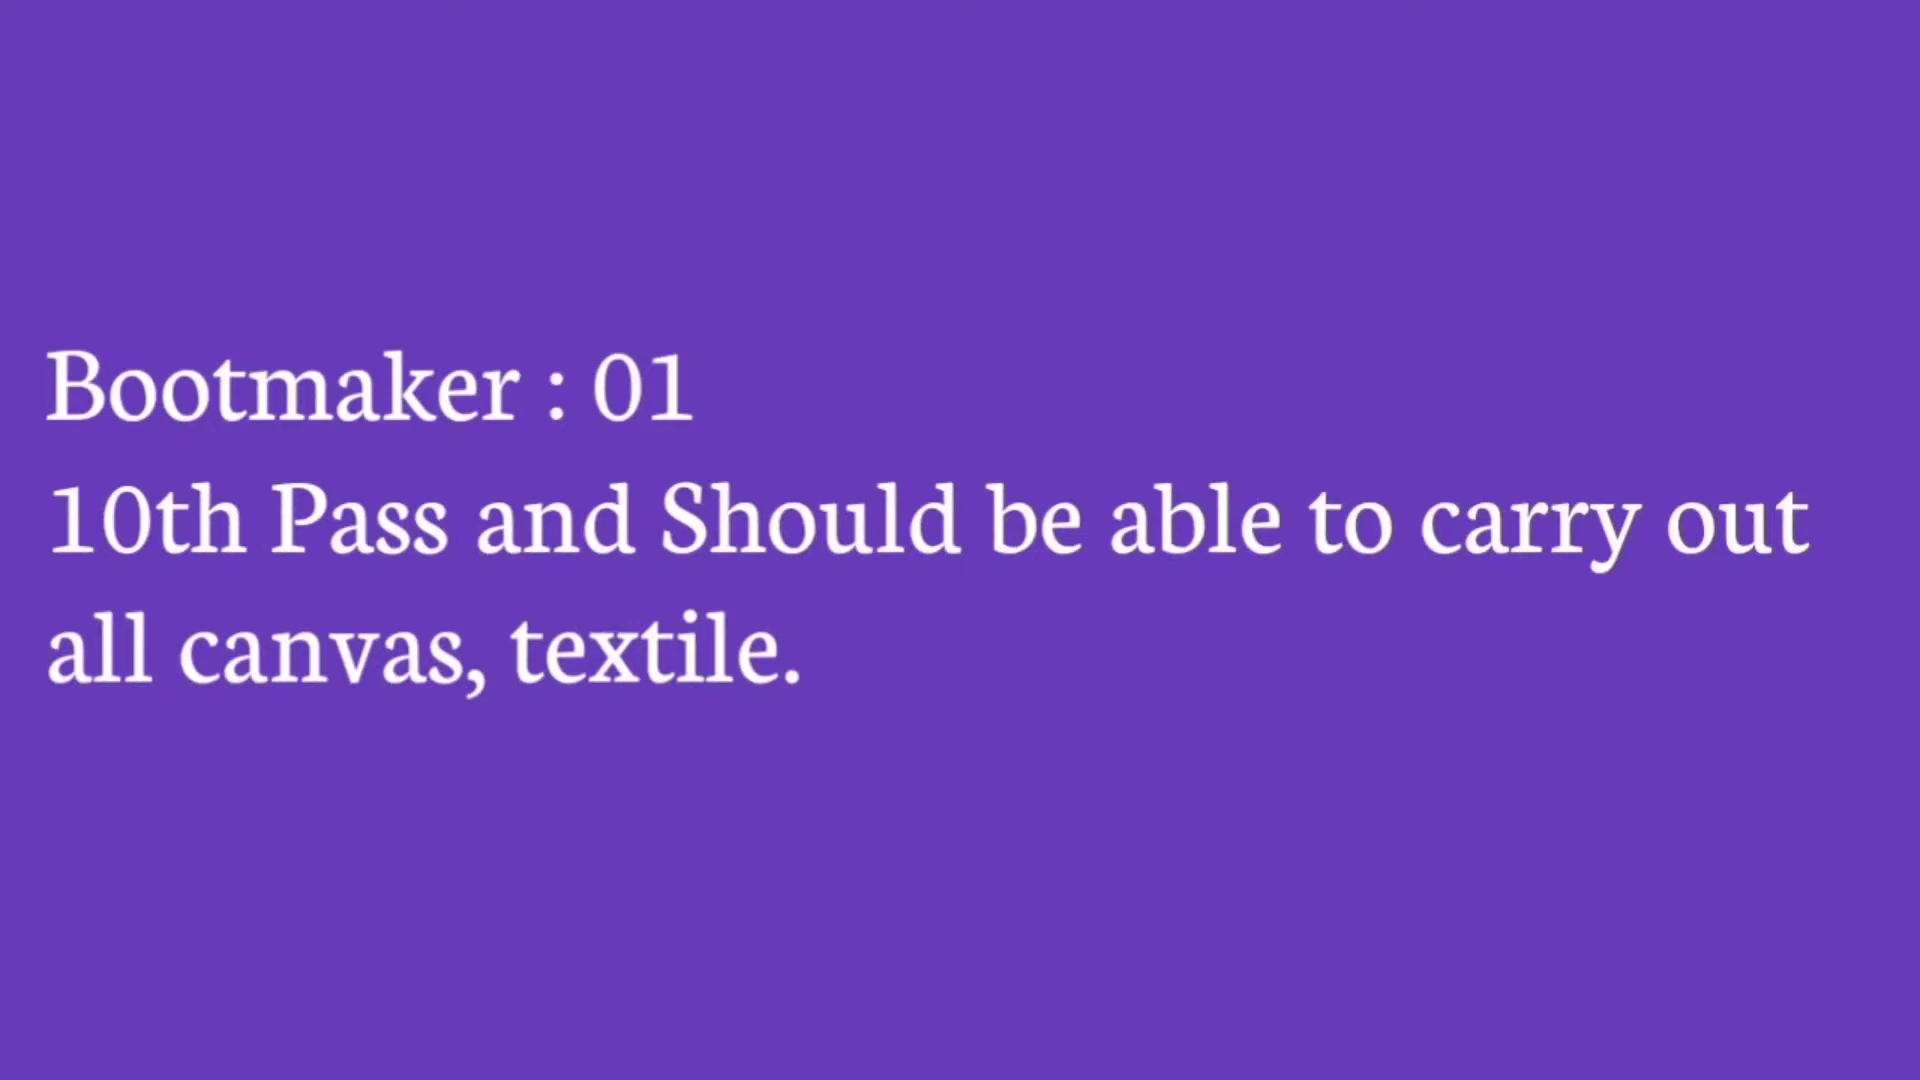 Bootmaker : 01
10th Pass and Should be able to carry out
all canvas, textile.